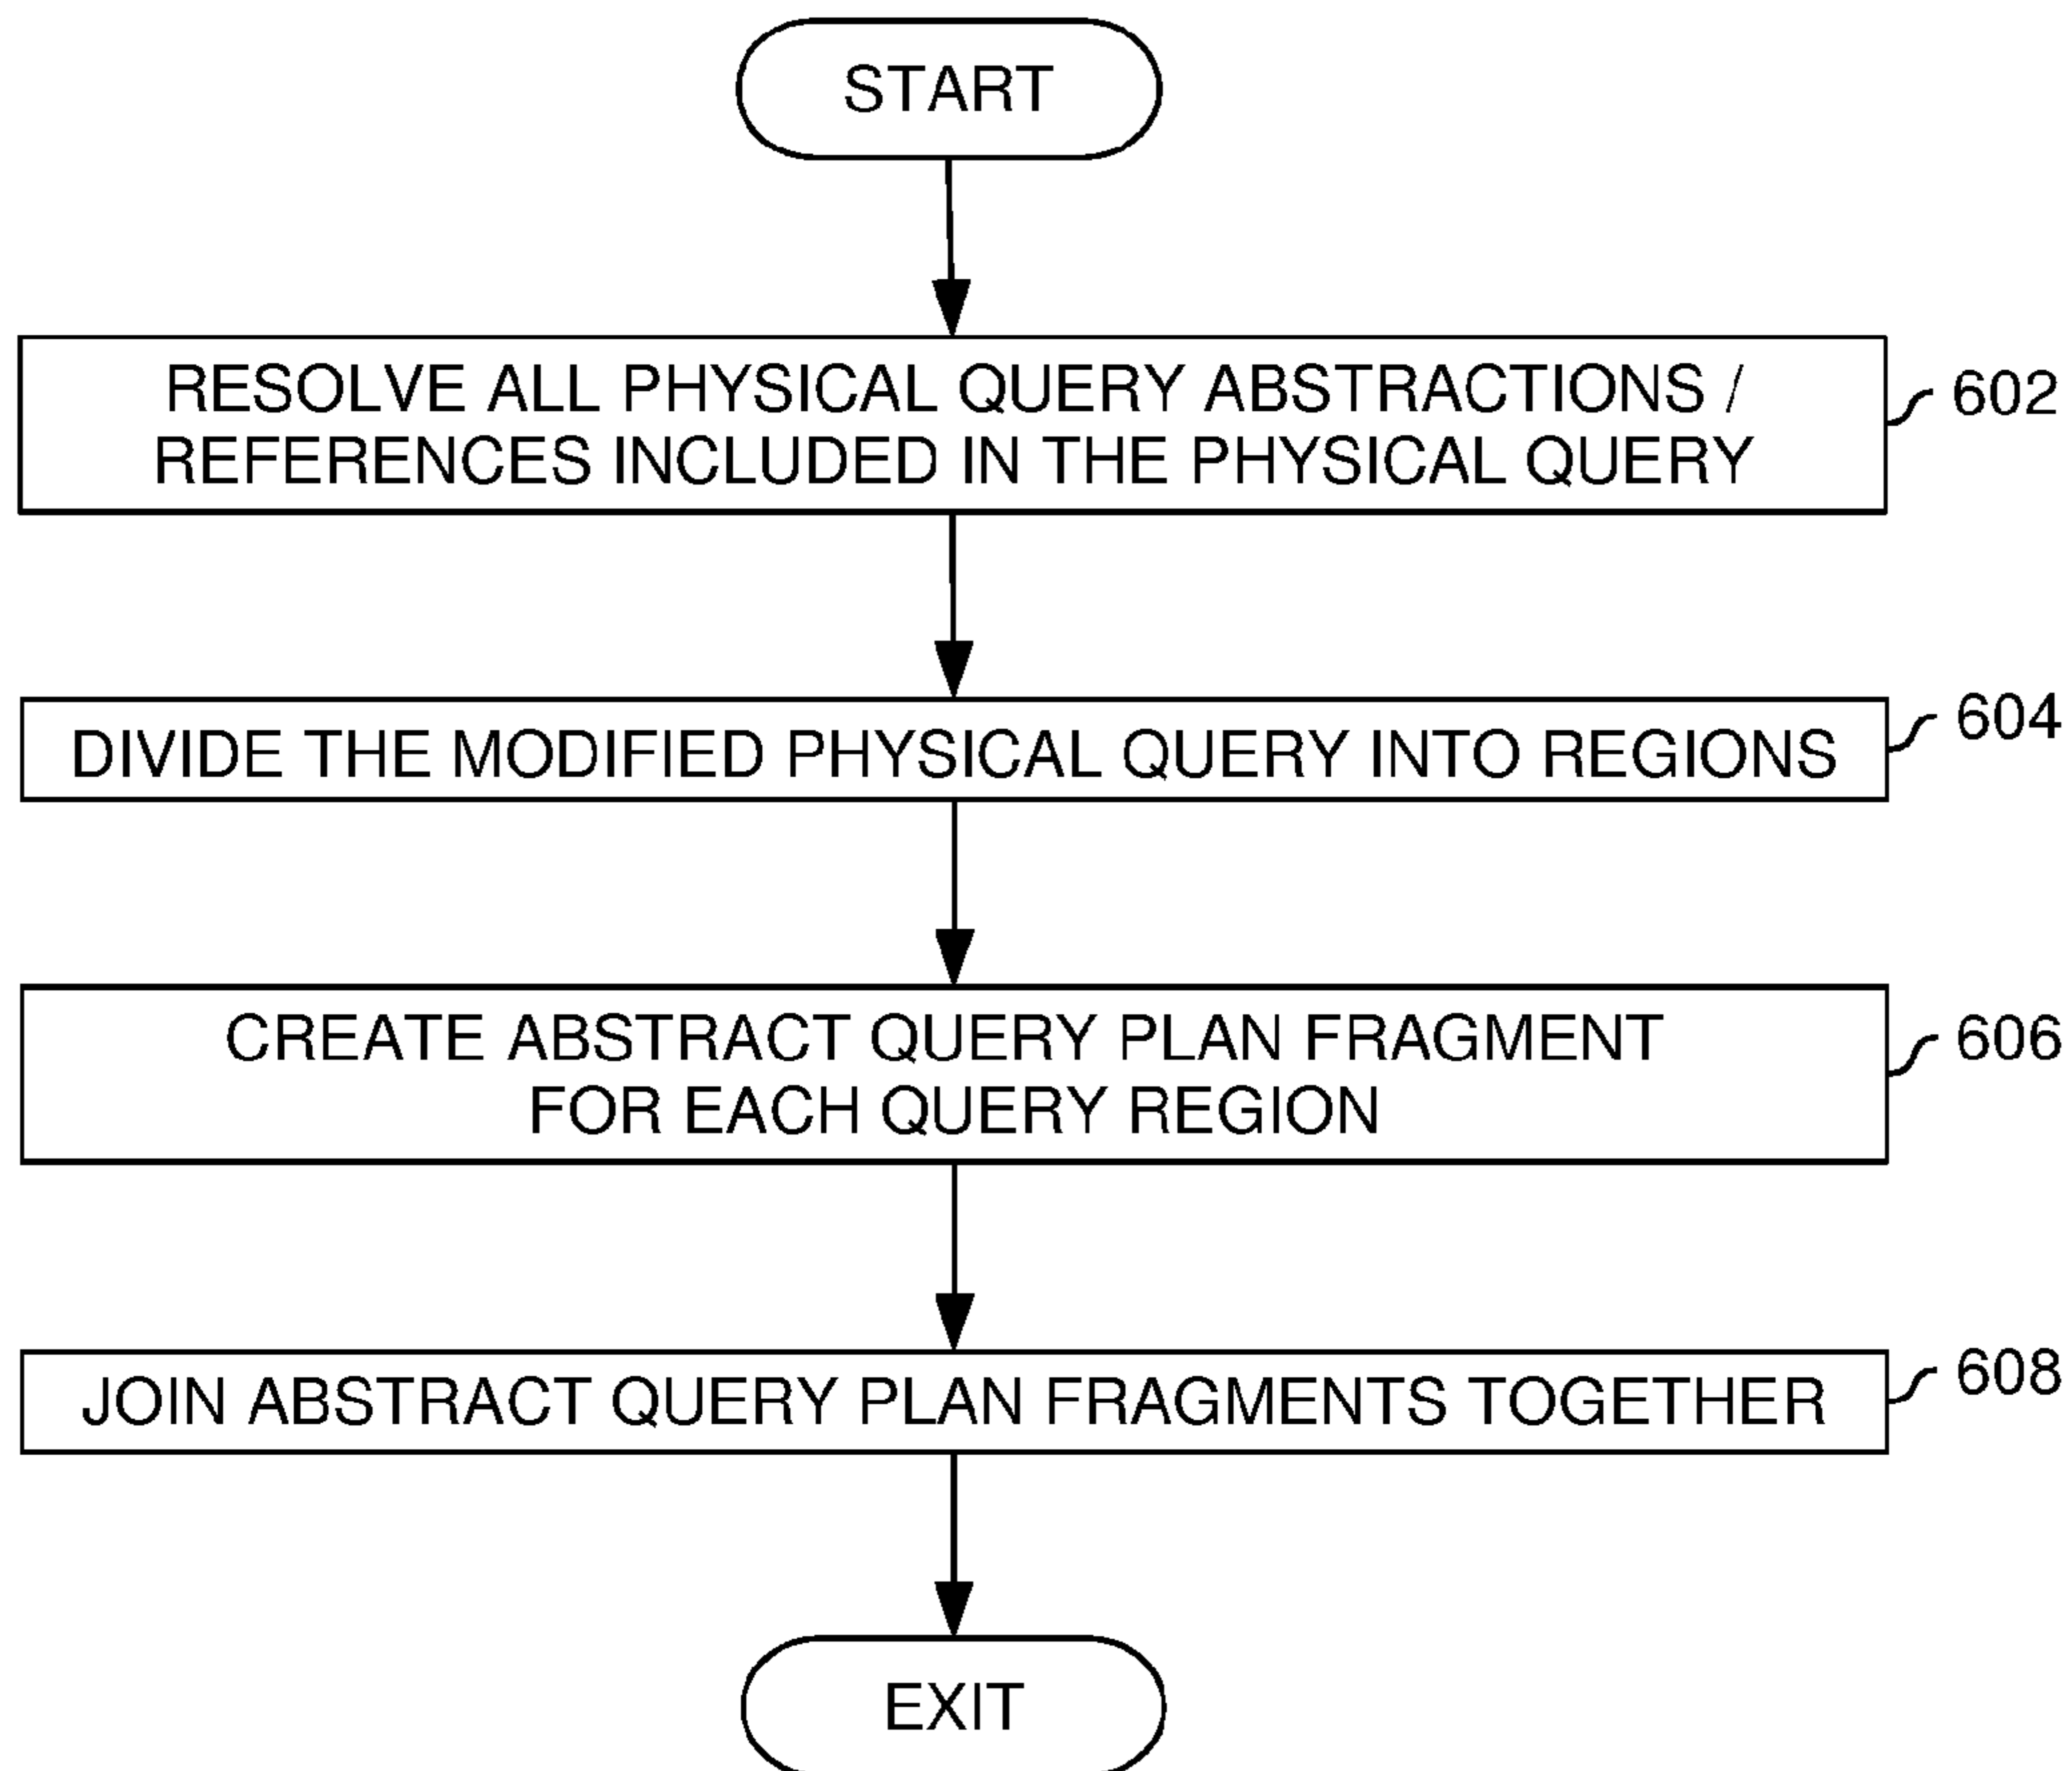 START
RESOLVE ALL PHYSICAL QUERY ABSTRACTIONS /
REFERENCES INCLUDED IN THE PHYSICAL QUERY
602
DIVIDE THE MODIFIED PHYSICAL QUERY INTO REGIONS
604
CREATE ABSTRACT QUERY PLAN FRAGMENT
FOR EACH QUERY REGION
606
JOIN ABSTRACT QUERY PLAN FRAGMENTS TOGETHER
608
EXIT